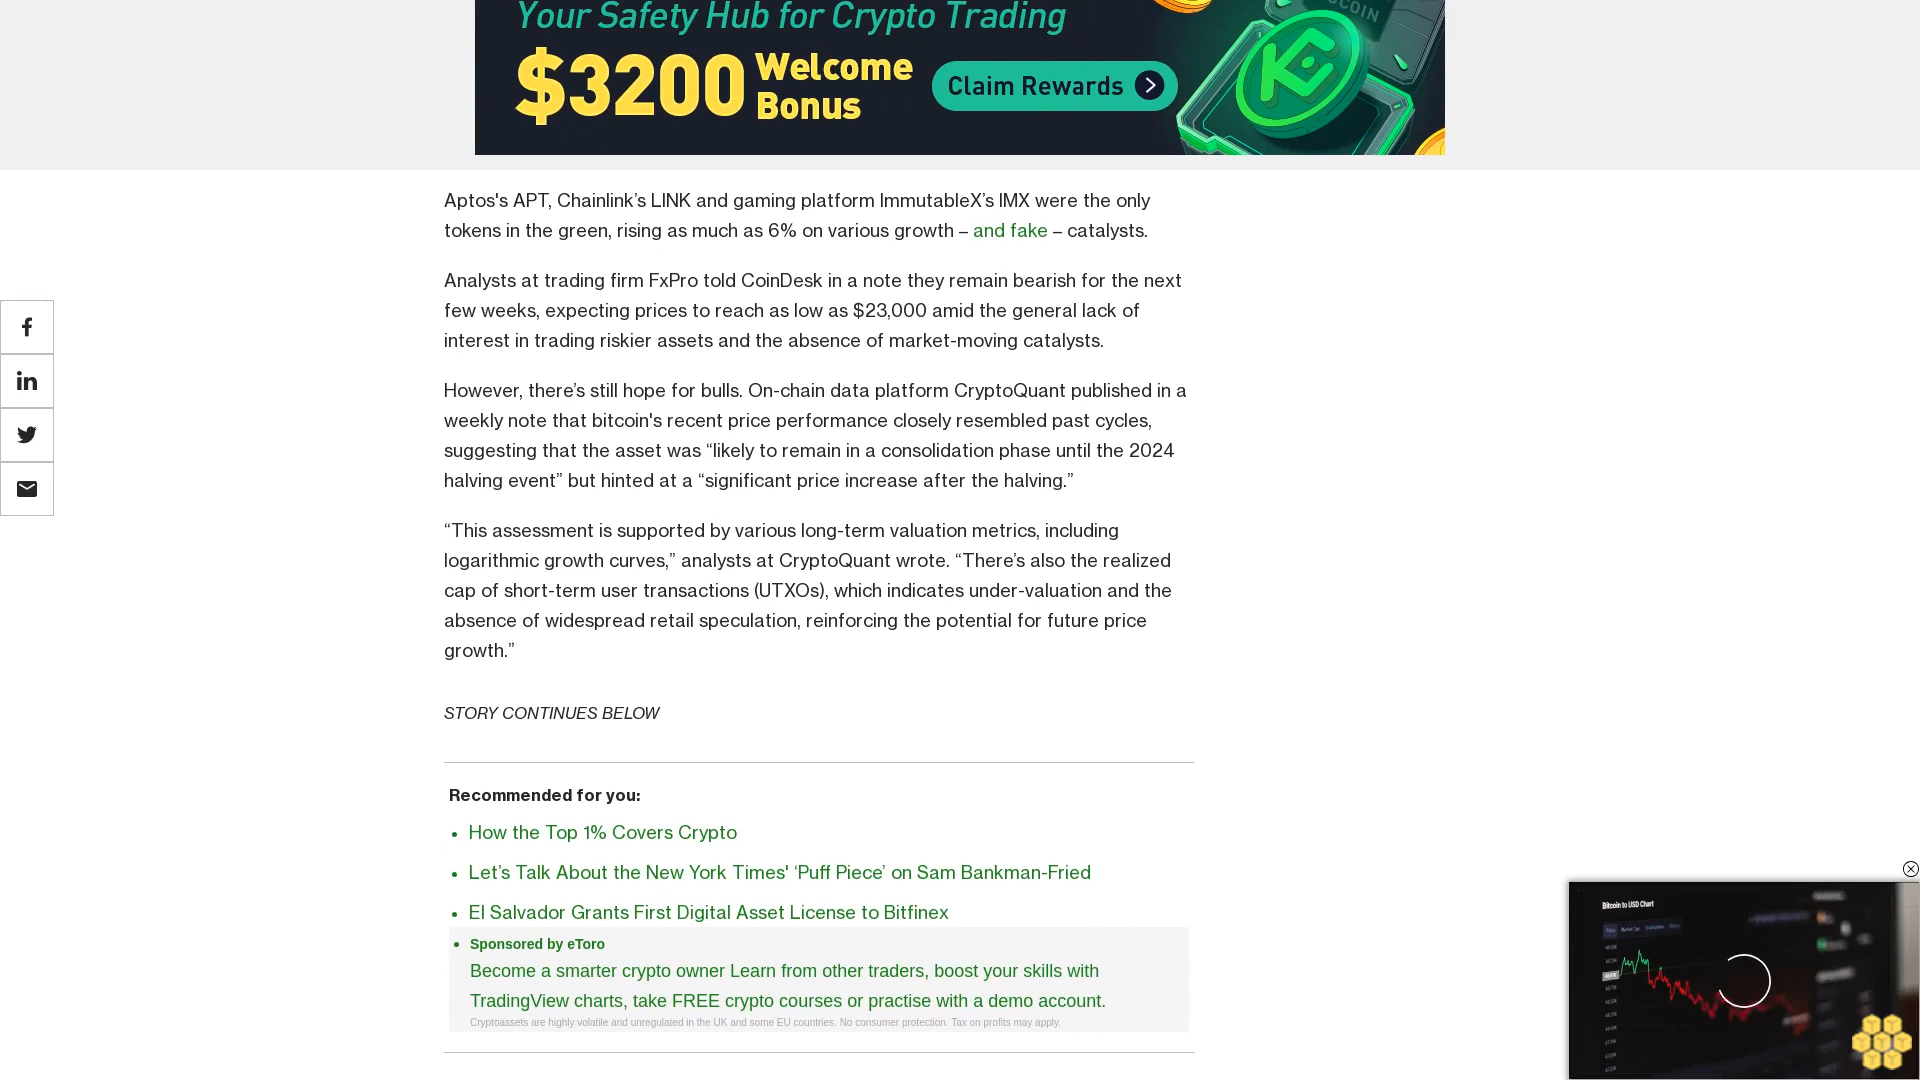 Your Safety Hub for Crypto Trading
$3200 Welcome Bonus
Claim Rewards
Aptos's APT, Chainlink’s LINK and gaming platform ImmutableX’s IMX were the only
tokens in the green, rising as much as 6% on various growth – and fake – catalysts.
Analysts at trading firm FxPro told CoinDesk in a note they remain bearish for the next
few weeks, expecting prices to reach as low as $23,000 amid the general lack of
interest in trading riskier assets and the absence of market-moving catalysts.
However, there’s still hope for bulls. On-chain data platform CryptoQuant published in a
weekly note that bitcoin's recent price performance closely resembled past cycles,
suggesting that the asset was “likely to remain in a consolidation phase until the 2024
halving event” but hinted at a “significant price increase after the halving.”
“This assessment is supported by various long-term valuation metrics, including
logarithmic growth curves,” analysts at CryptoQuant wrote. “There’s also the realized
cap of short-term user transactions (UTXOs), which indicates under-valuation and the
absence of widespread retail speculation, reinforcing the potential for future price
growth.”
STORY CONTINUES BELOW
Recommended for you:
How the Top 1% Covers Crypto
Let’s Talk About the New York Times' ‘Puff Piece’ on Sam Bankman-Fried
El Salvador Grants First Digital Asset License to Bitfinex
Sponsored by eToro
Become a smarter crypto owner Learn from other traders, boost your skills with
TradingView charts, take FREE crypto courses or practise with a demo account.
Cryptoassets are highly volatile and unregulated in the UK and some EU countries. No consumer protection. Tax on profits may apply.
Bitcoin to USD Chart